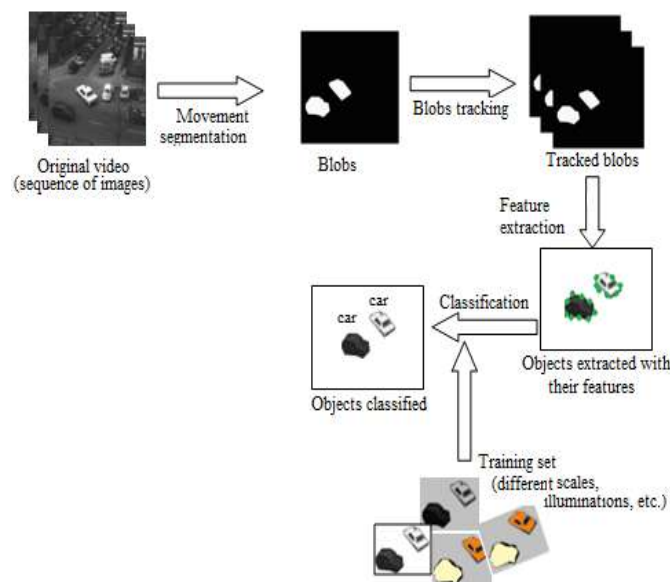 Movement
segmentation
Original video
(sequence of images)
Blobs
Blobs tracking
Tracked blobs
Feature
extraction
Objects extracted with
their features
Classification
car
car
Objects classified
Training set
(different scales,
illuminations, etc.)